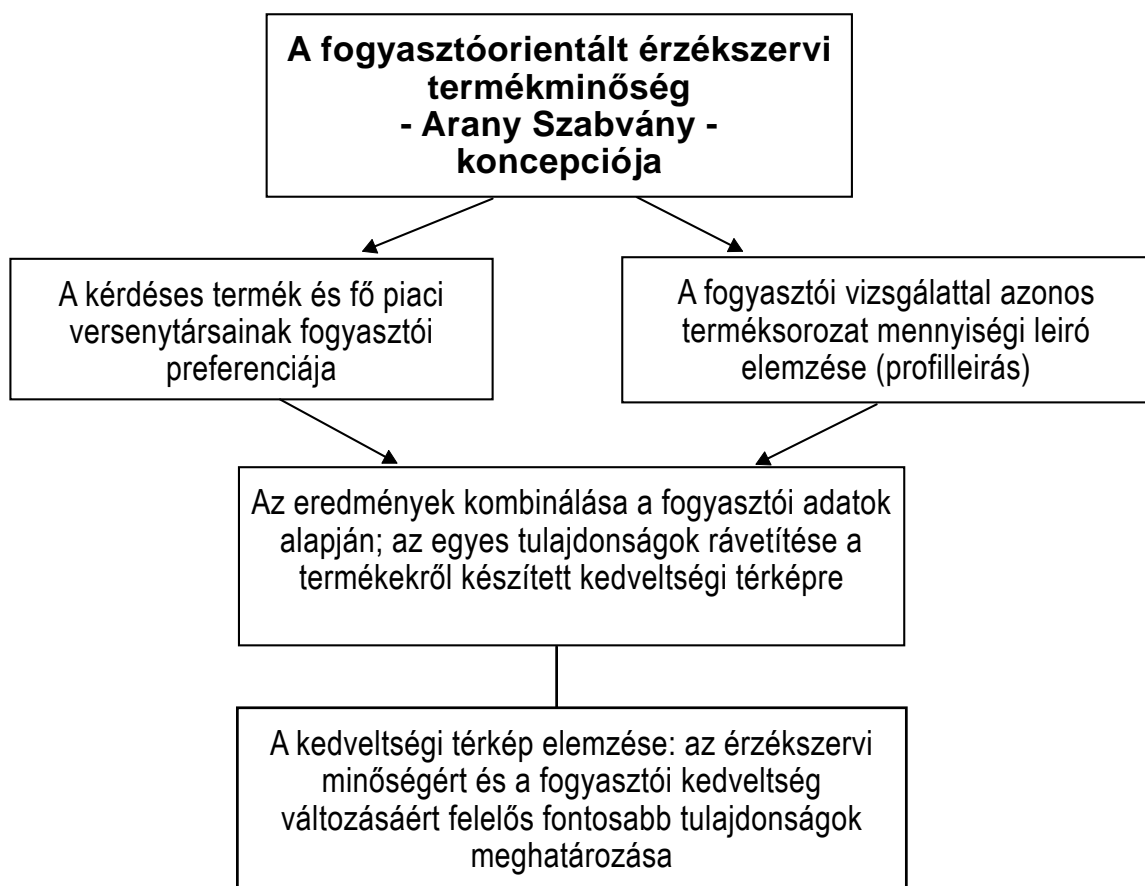 A fogyasztóorientált érzékszervi
termékminőség
- Arany Szabvány -
koncepciója
A kérdéses termék és fő piaci
versenytársainak fogyasztói
preferenciája
A fogyasztói vizsgálattal azonos
terméksorozat mennyiségi leiró
elemzése (profilleirás)
Az eredmények kombinálása a fogyasztói adatok
alapján; az egyes tulajdonságok rávetítése a
termékekről készített kedveltségi térképre
A kedveltségi térkép elemzése: az érzékszervi
minőségért és a fogyasztói kedveltség
változásáért felelős fontosabb tulajdonságok
meghatározása